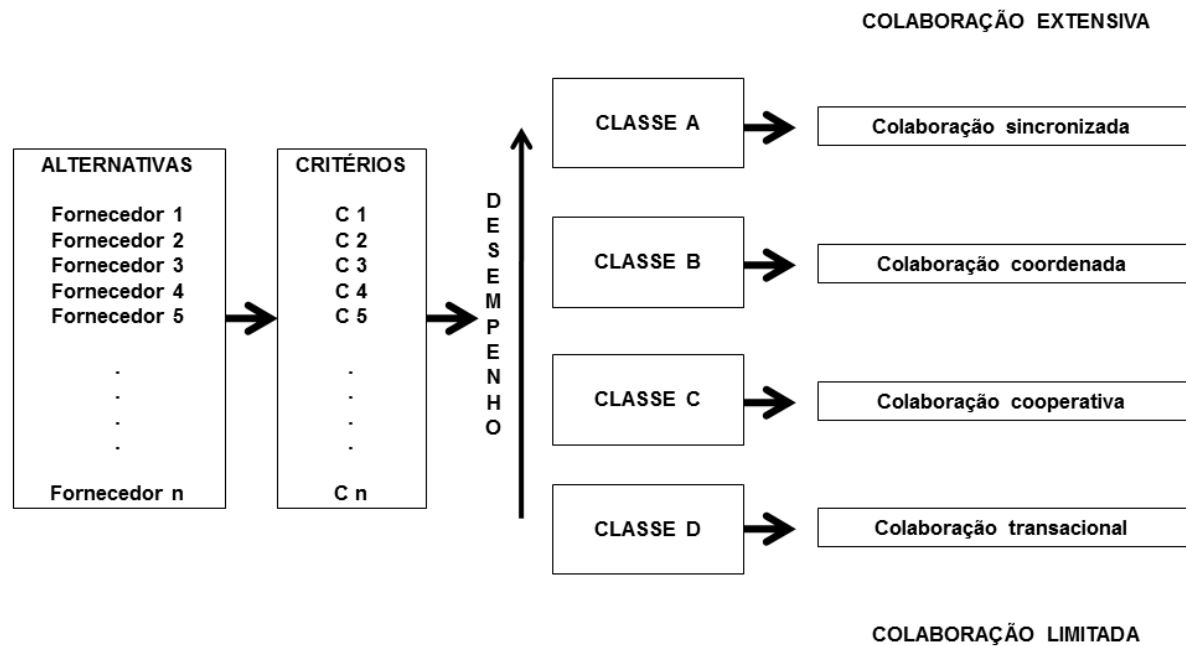 COLABORAÇÃO EXTENSIVA
ALTERNATIVAS
Fornecedor 1
Fornecedor 2
Fornecedor 3
Fornecedor 4
Fornecedor 5
.
.
.
.
Fornecedor n
CRITÉRIOS
C 1
C 2
C 3
C 4
C 5
.
.
.
.
C n
DESEMPENHO
CLASSE A
Colaboração sincronizada
CLASSE B
Colaboração coordenada
CLASSE C
Colaboração cooperativa
CLASSE D
Colaboração transacional
COLABORAÇÃO LIMITADA